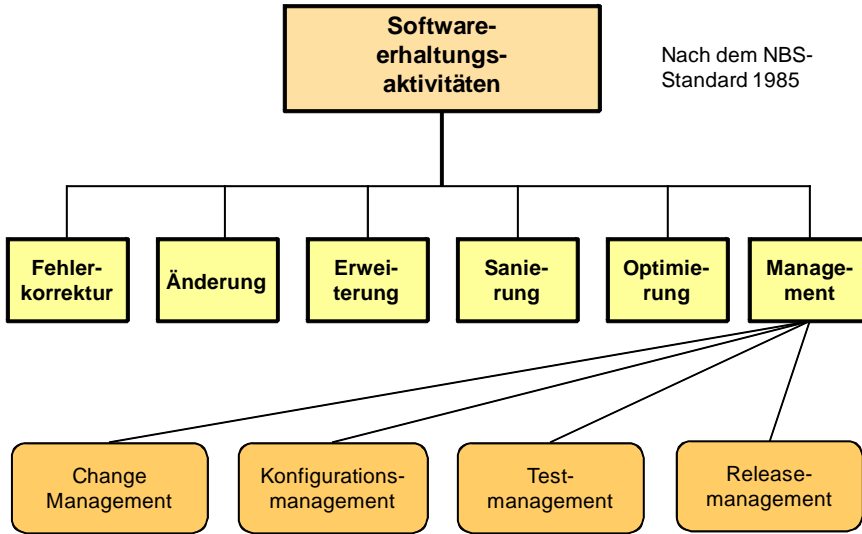 Software-
erhaltungs-
aktivitäten
Nach dem NBS-
Standard 1985
Fehler-
korrektur
Änderung
Erwei-
terung
Sanie-
rung
Optimie-
rung
Manage-
ment
Change
Management
Konfigurations-
management
Test-
management
Release-
management